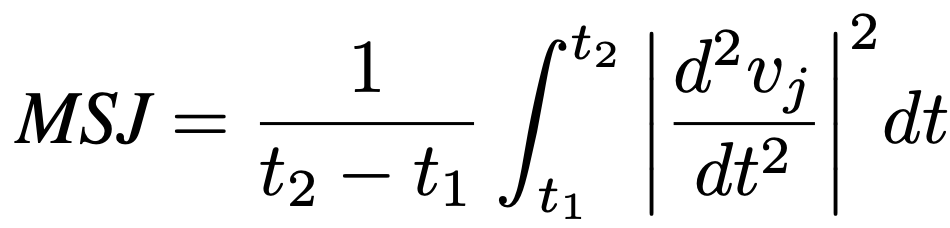 $MSJ = \frac{1}{t_2 - t_1} \int_{t_1}^{t_2} \left| \frac{d^2 v_j}{dt^2} \right|^2 dt$